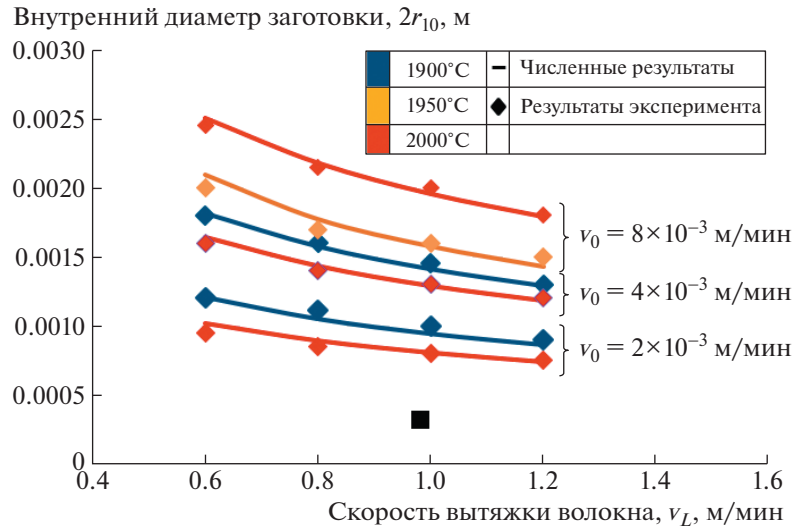 Внутренний диаметр заготовки, 2r₁₀, м
0.0030
0.0025
0.0020
0.0015
0.0010
0.0005
0
1900°C
Численные результаты
1950°C
Результаты эксперимента
2000°C
v₀ = 8×10⁻³ м/мин
v₀ = 4×10⁻³ м/мин
v₀ = 2×10⁻³ м/мин
0.4 0.6 0.8 1.0 1.2 1.4 1.6
Скорость вытяжки волокна, v_L, м/мин